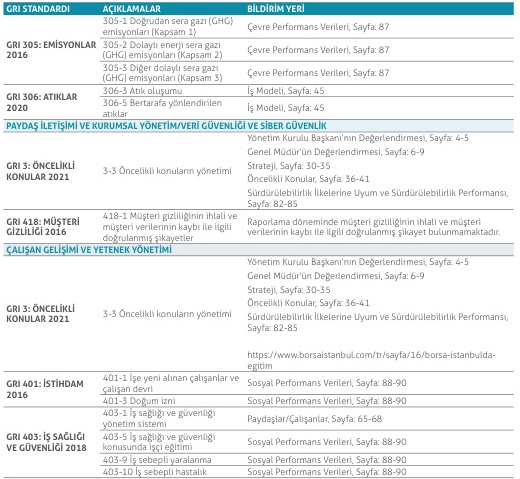 GRI STANDARDI AÇIKLAMALAR BİLDİRİM YERİ
GRI 305: EMİSYONLAR 2016
305-1 Doğrudan sera gazı (GHG)
emisyonları (Kapsam 1)
Çevre Performans Verileri, Sayfa: 87
305-2 Dolaylı enerji sera gazı
(GHG) emisyonları (Kapsam 2)
Çevre Performans Verileri, Sayfa: 87
305-3 Diğer dolaylı sera gazı
(GHG) emisyonları (Kapsam 3)
Çevre Performans Verileri, Sayfa: 87
GRI 306: ATIKLAR
2020
306-3 Atık oluşumu
İş Modeli, Sayfa: 45
306-5 Bertarafa yönlendirilen
atıklar
İş Modeli, Sayfa: 45
PAYDAŞ İLETİŞİMİ VE KURUMSAL YÖNETİM/VERİ GÜVENLİĞİ VE SİBER GÜVENLİK
GRI 3: ÖNCELİKLİ
KONULAR 2021
3-3 Öncelikli konuların yönetimi
Yönetim Kurulu Başkanı'nın Değerlendirmesi, Sayfa: 4-5
Genel Müdür'ün Değerlendirmesi, Sayfa: 6-9
Strateji, Sayfa: 30-35
Öncelikli Konular, Sayfa: 36-41
Sürdürülebilirlik İlkelerine Uyum ve Sürdürülebilirlik Performansı,
Sayfa: 82-85
GRI 418: MÜŞTERİ
GİZLİLİĞİ 2016
418-1 Müşteri gizliliğinin ihlali ve
müşteri verilerinin kaybı ile ilgili
doğrulanmış şikayetler
Raporlama döneminde müşteri gizliliğinin ihlali ve müşteri
verilerinin kaybı ile ilgili doğrulanmış şikayet bulunmamaktadır.
ÇALIŞAN GELİŞİMİ VE YETENEK YÖNETİMİ
GRI 3: ÖNCELİKLİ
KONULAR 2021
3-3 Öncelikli konuların yönetimi
Yönetim Kurulu Başkanı'nın Değerlendirmesi, Sayfa: 4-5
Genel Müdür'ün Değerlendirmesi, Sayfa: 6-9
Strateji, Sayfa: 30-35
Öncelikli Konular, Sayfa: 36-41
Sürdürülebilirlik İlkelerine Uyum ve Sürdürülebilirlik Performansı,
Sayfa: 82-85
https://www.borsaistanbul.com/tr/sayfa/16/borsa-istanbulda-
egitim
GRI 401: İSTİHDAM
2016
401-1 İşe yeni alınan çalışanlar ve
çalışan devri
Sosyal Performans Verileri, Sayfa: 88-90
401-3 Doğum izni
Sosyal Performans Verileri, Sayfa: 88-90
GRI 403: İŞ SAĞLIĞI
VE GÜVENLİĞİ 2018
403-1 İş sağlığı ve güvenliği
yönetim sistemi
Paydaşlar/Çalışanlar, Sayfa: 65-68
403-5 İş sağlığı ve güvenliği
konusunda işçi eğitimi
Sosyal Performans Verileri, Sayfa: 88-90
403-9 İş sebepli yaralanma
Sosyal Performans Verileri, Sayfa: 88-90
403-10 İş sebepli hastalık
Sosyal Performans Verileri, Sayfa: 88-90